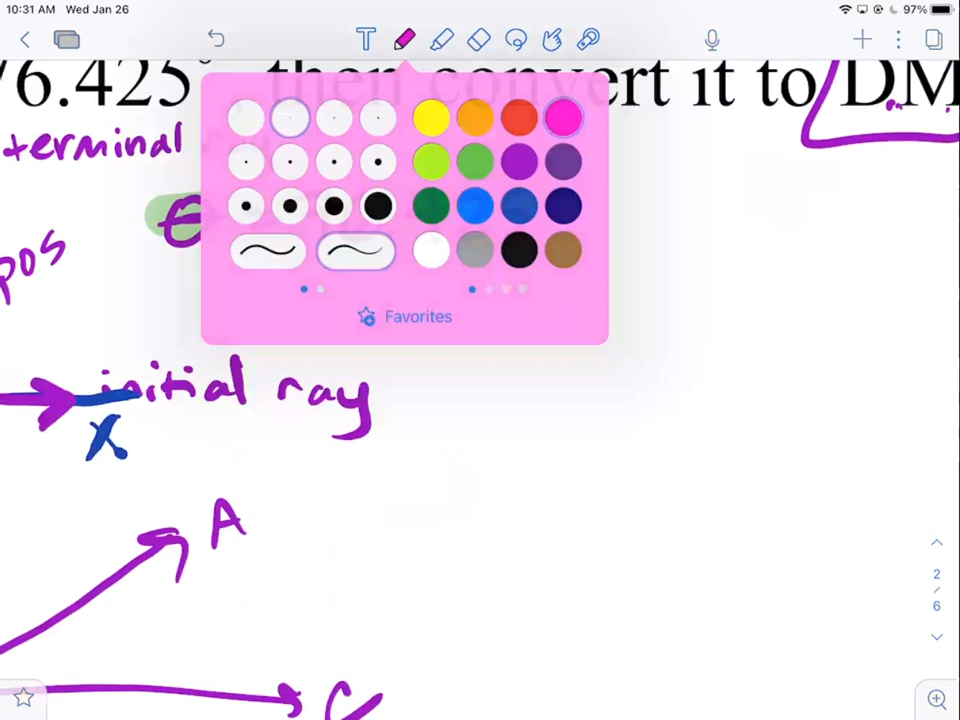 10:31 AM Wed Jan 26
97%
T
76.425° then convert it to DM
terminal
θ
pos
Favorites
initial ray
x
A
C
2
/
6